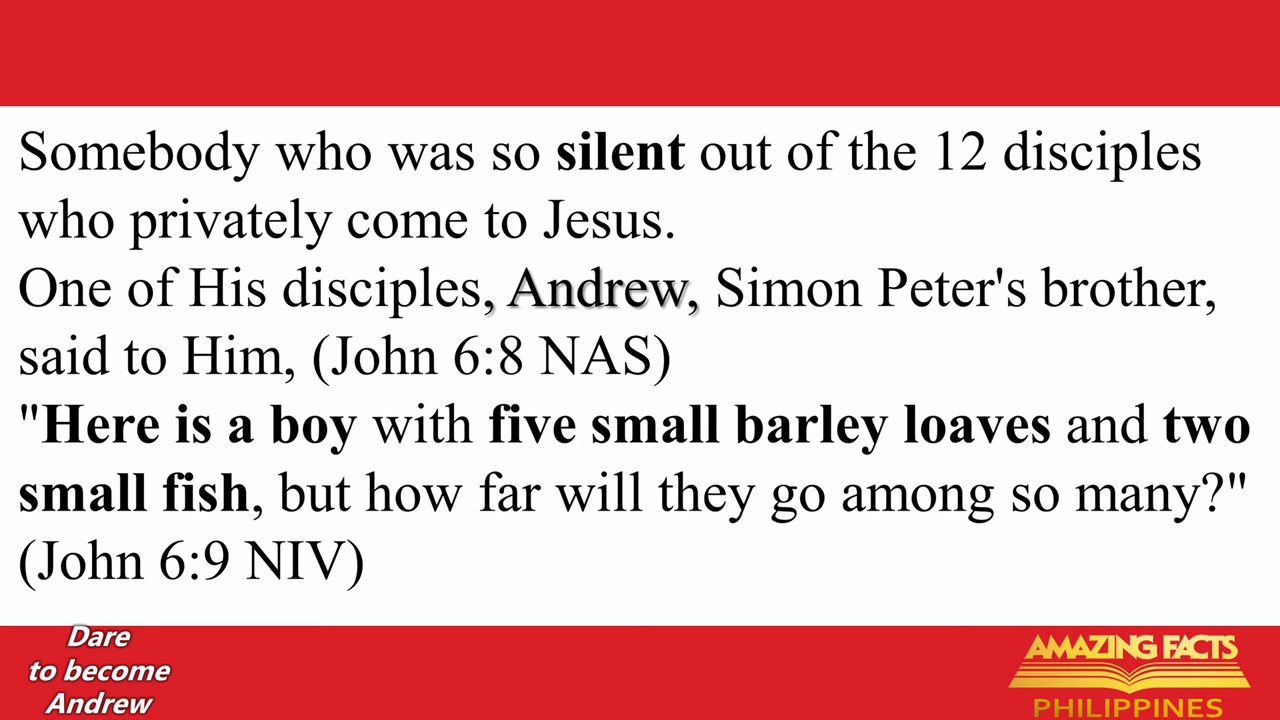 Somebody who was so silent out of the 12 disciples
who privately come to Jesus.
One of His disciples, Andrew, Simon Peter's brother,
said to Him, (John 6:8 NAS)
"Here is a boy with five small barley loaves and two
small fish, but how far will they go among so many?"
(John 6:9 NIV)
Dare
to become
Andrew
AMAZING FACTS
PHILIPPINES